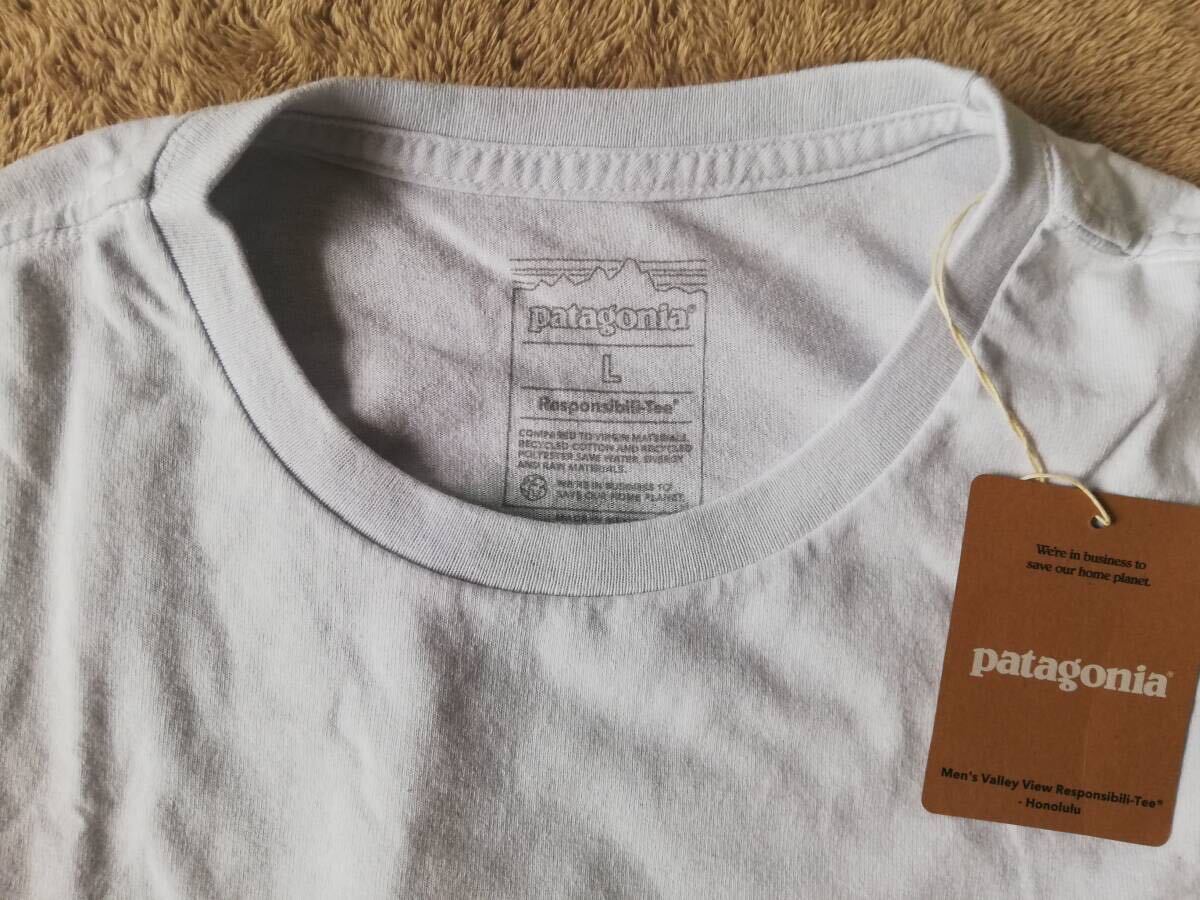 patagonia®
L
Responsibili-Tee®
COMPARED TO VIRGIN MATERIALS,
RECYCLED COTTON AND RECYCLED
POLYESTER SAVE WATER, ENERGY
AND RAW MATERIALS.
WE'RE IN BUSINESS TO
SAVE OUR HOME PLANET.
We're in business to
save our home planet.
patagonia®
Men's Valley View Responsibili-Tee®
- Honolulu